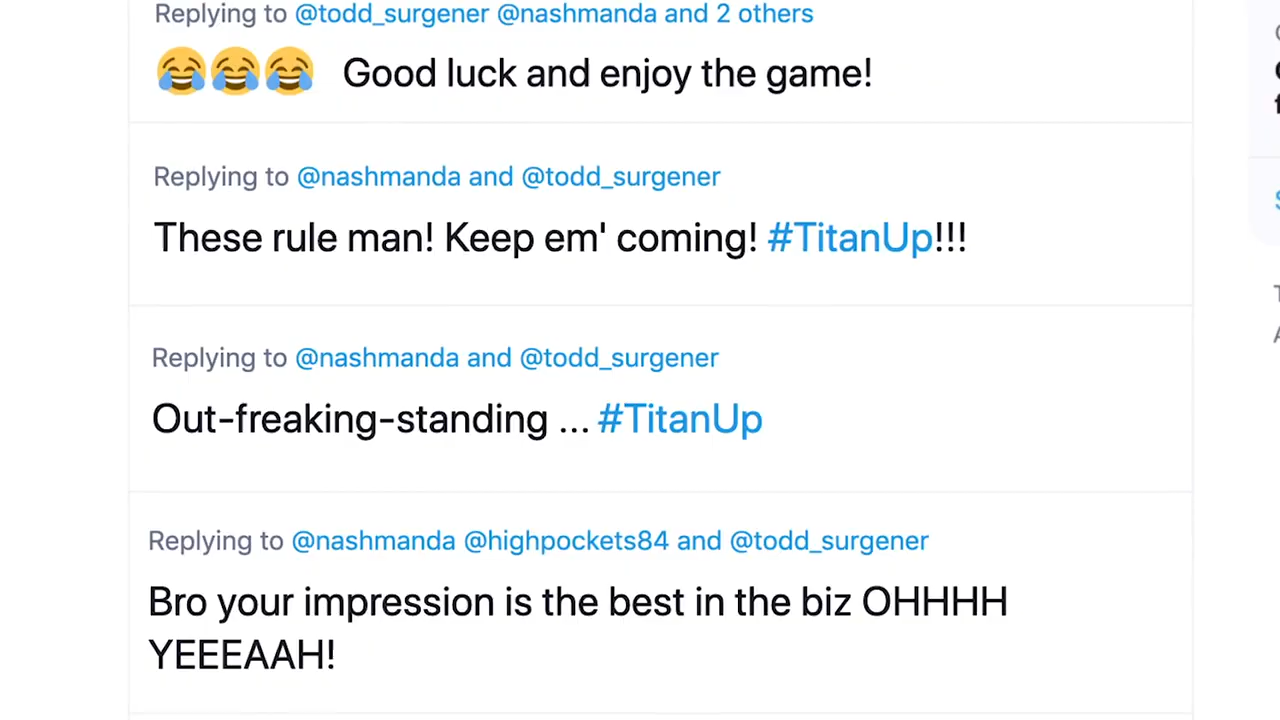 Replying to @todd_surgener @nashmanda and 2 others
😂😂😂 Good luck and enjoy the game!
Replying to @nashmanda and @todd_surgener
These rule man! Keep em' coming! #TitanUp!!!
Replying to @nashmanda and @todd_surgener
Out-freaking-standing ... #TitanUp
Replying to @nashmanda @highpockets84 and @todd_surgener
Bro your impression is the best in the biz OHHHH
YEEEAAH!